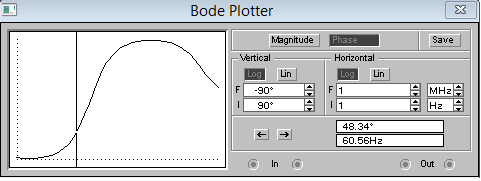 Bode Plotter
Magnitude Phase Save
Vertical Horizontal
Log Lin Log Lin
F -90° F 1 MHz
I 90° I 1 Hz
48.34°
60.56Hz
In Out